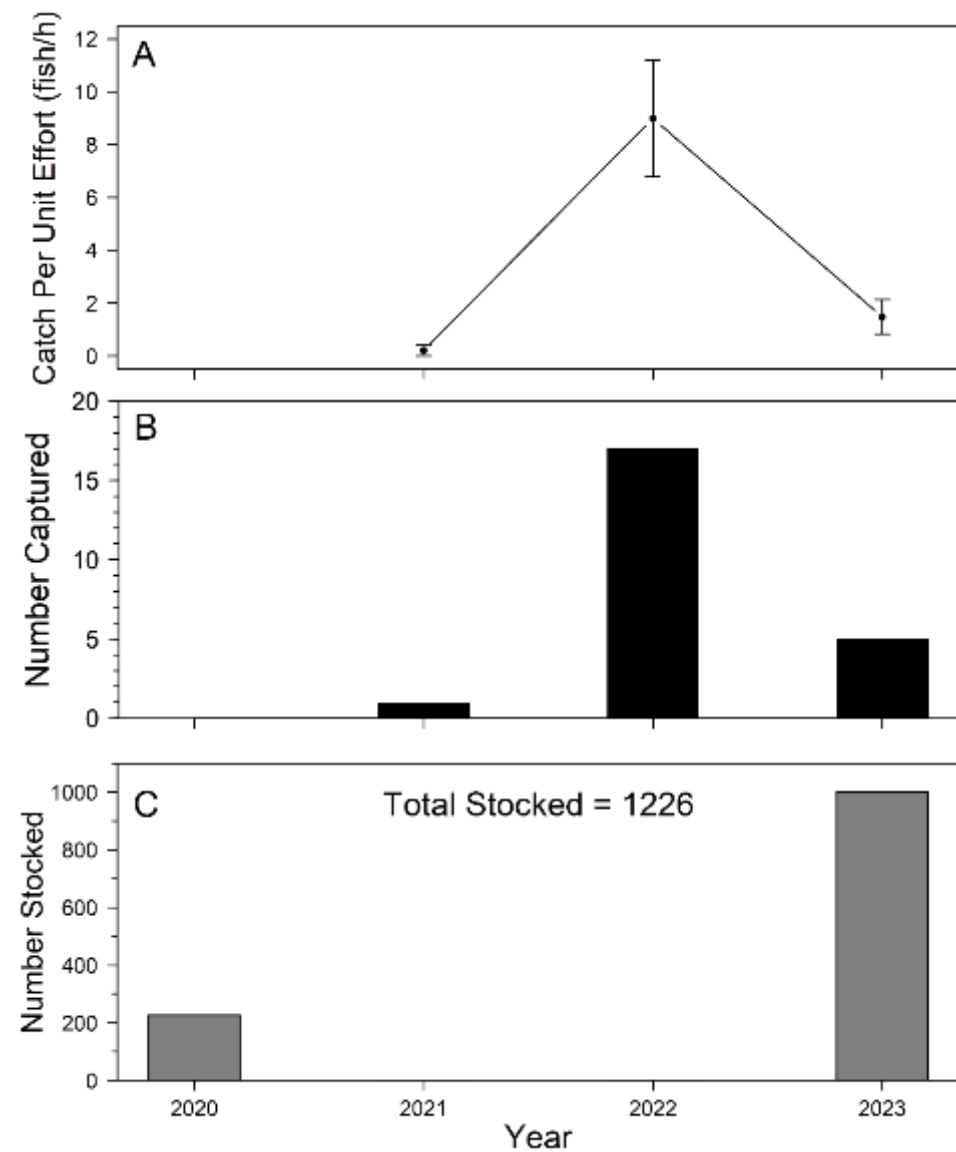 Catch Per Unit Effort (fish/h)
12
10
8
6
4
2
0
A
Number Captured
20
15
10
5
0
B
Number Stocked
1000
800
600
400
200
0
C
Total Stocked = 1226
2020
2021
2022
2023
Year